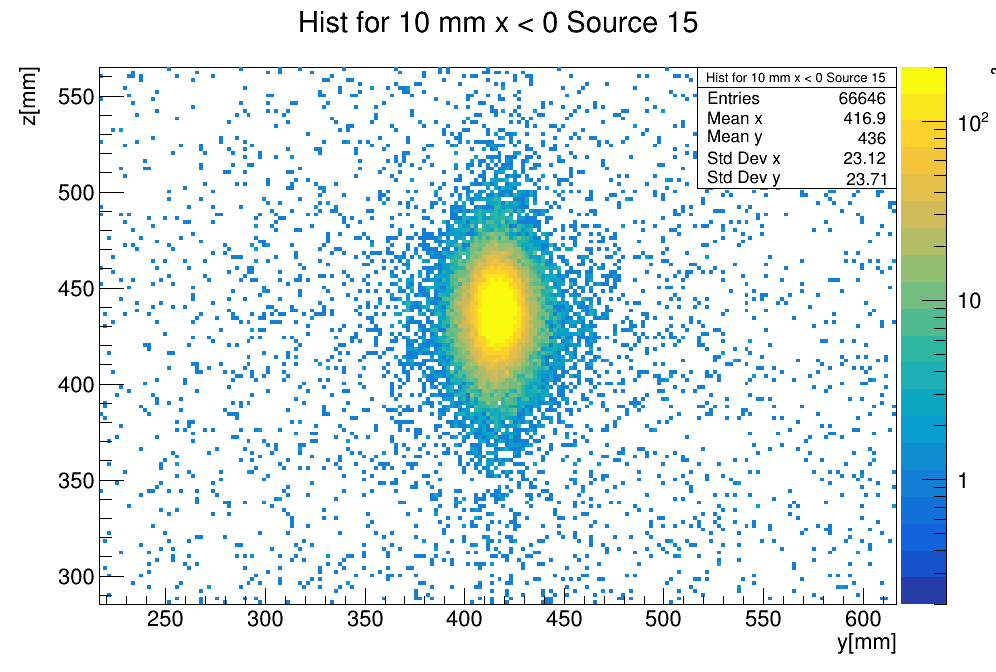 Hist for 10 mm x < 0 Source 15
z[mm]
Hist for 10 mm x < 0 Source 15
Entries 66646
Mean x 416.9
Mean y 436
Std Dev x 23.12
Std Dev y 23.71
550
500
450
400
350
300
250 300 350 400 450 500 550 600
y[mm]
10²
10
1